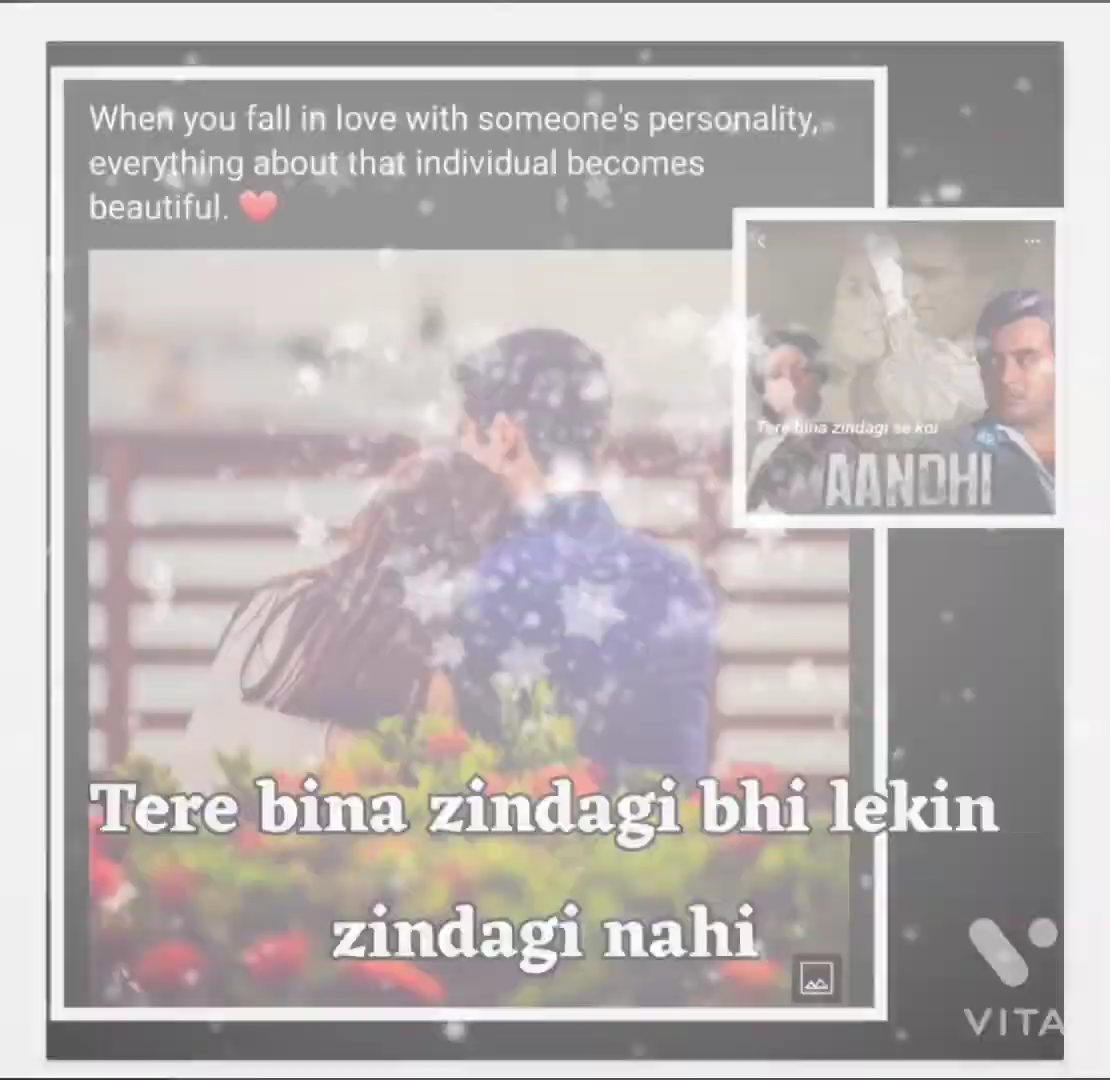 When you fall in love with someone's personality,
everything about that individual becomes
beautiful. ❤️
Tere bina zindagi se koi
AANDHI
Tere bina zindagi bhi lekin
zindagi nahi
VITA